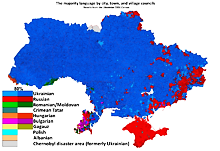 The majority language by city, town, and village councils
50%
Ukrainian
Russian
Romanian/Moldovan
Crimean Tatar
Hungarian
Bulgarian
Gagauz
Polish
Albanian
Chernobyl disaster area (formerly Ukrainian)